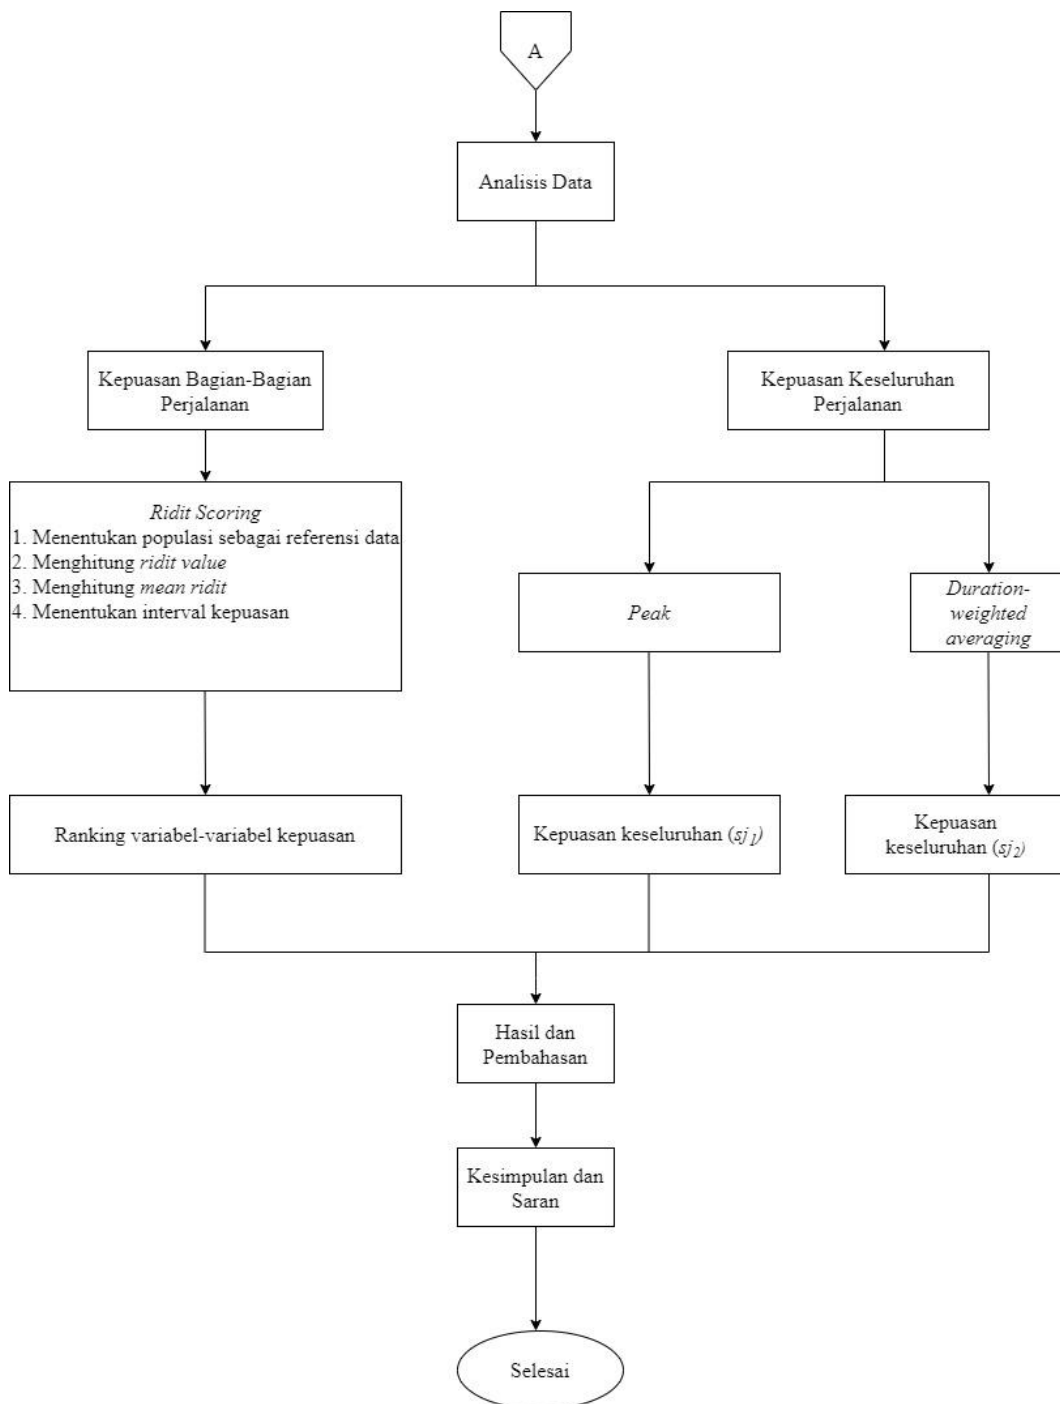 A
Analisis Data
Kepuasan Bagian-Bagian
Perjalanan
Kepuasan Keseluruhan
Perjalanan
Ridit Scoring
1. Menentukan populasi sebagai referensi data
2. Menghitung ridit value
3. Menghitung mean ridit
4. Menentukan interval kepuasan
Peak
Duration-
weighted
averaging
Ranking variabel-variabel kepuasan
Kepuasan keseluruhan (sj1)
Kepuasan
keseluruhan (sj2)
Hasil dan
Pembahasan
Kesimpulan dan
Saran
Selesai